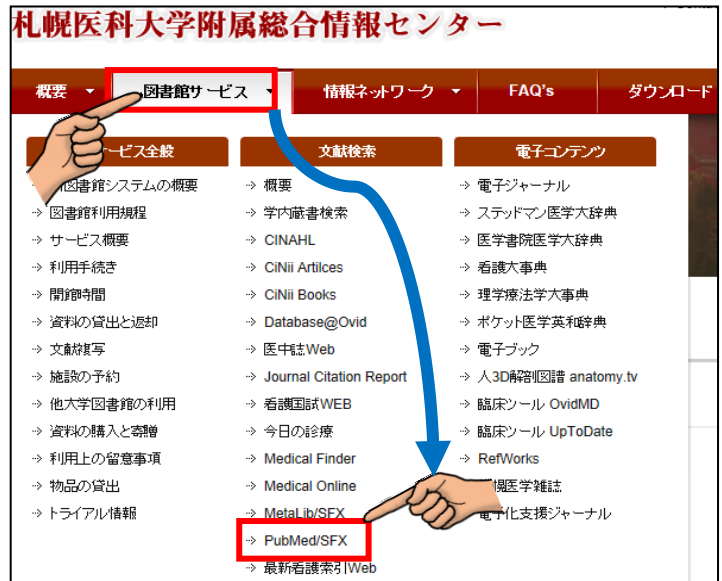 札幌医科大学附属総合情報センター
概要 図書館サービス 情報ネットワーク FAQ's ダウンロード
ービス全般
図書館システムの概要
図書館利用規程
サービス概要
利用手続き
開館時間
資料の貸出と返却
文献複写
施設の予約
他大学図書館の利用
資料の購入と寄贈
利用上の留意事項
物品の貸出
トライアル情報
文献検索
概要
学内蔵書検索
CINAHL
CiNii Artilces
CiNii Books
Database@Ovid
医中誌Web
Journal Citation Report
看護国試WEB
今日の診療
Medical Finder
Medical Online
MetaLib/SFX
PubMed/SFX
最新看護索引Web
電子コンテンツ
電子ジャーナル
ステッドマン医学大辞典
医学書院医学大辞典
看護大事典
理学療法学大事典
ポケット医学英和辞典
電子ブック
人3D解剖図譜 anatomy.tv
臨床ツール OvidMD
臨床ツール UpToDate
RefWorks
幌医学雑誌
電子化支援ジャーナル